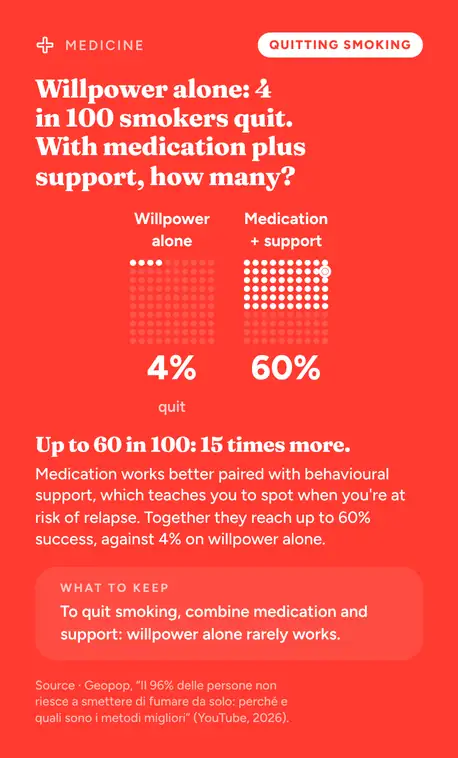 MEDICINE
QUITTING SMOKING
Willpower alone: 4
in 100 smokers quit.
With medication plus
support, how many?
Willpower
alone
Medication
+ support
4%
60%
quit
Up to 60 in 100: 15 times more.
Medication works better paired with behavioural
support, which teaches you to spot when you're at
risk of relapse. Together they reach up to 60%
success, against 4% on willpower alone.
WHAT TO KEEP
To quit smoking, combine medication and
support: willpower alone rarely works.
Source · Geopop, "Il 96% delle persone non
riesce a smettere di fumare da solo: perché e
quali sono i metodi migliori" (YouTube, 2026).